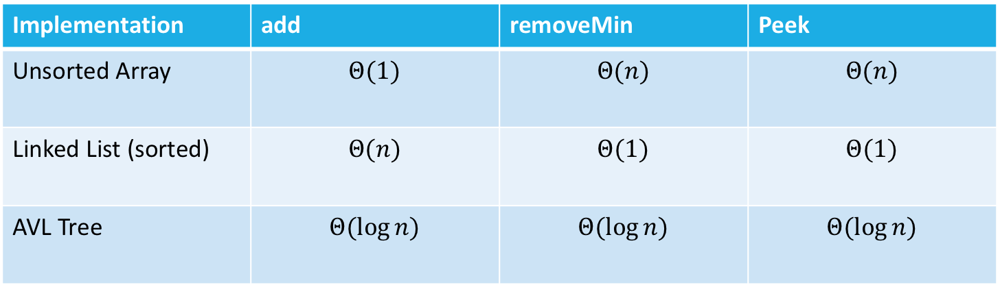 Implementation add removeMin Peek
Unsorted Array Θ(1) Θ(n) Θ(n)
Linked List (sorted) Θ(n) Θ(1) Θ(1)
AVL Tree Θ(log n) Θ(log n) Θ(log n)